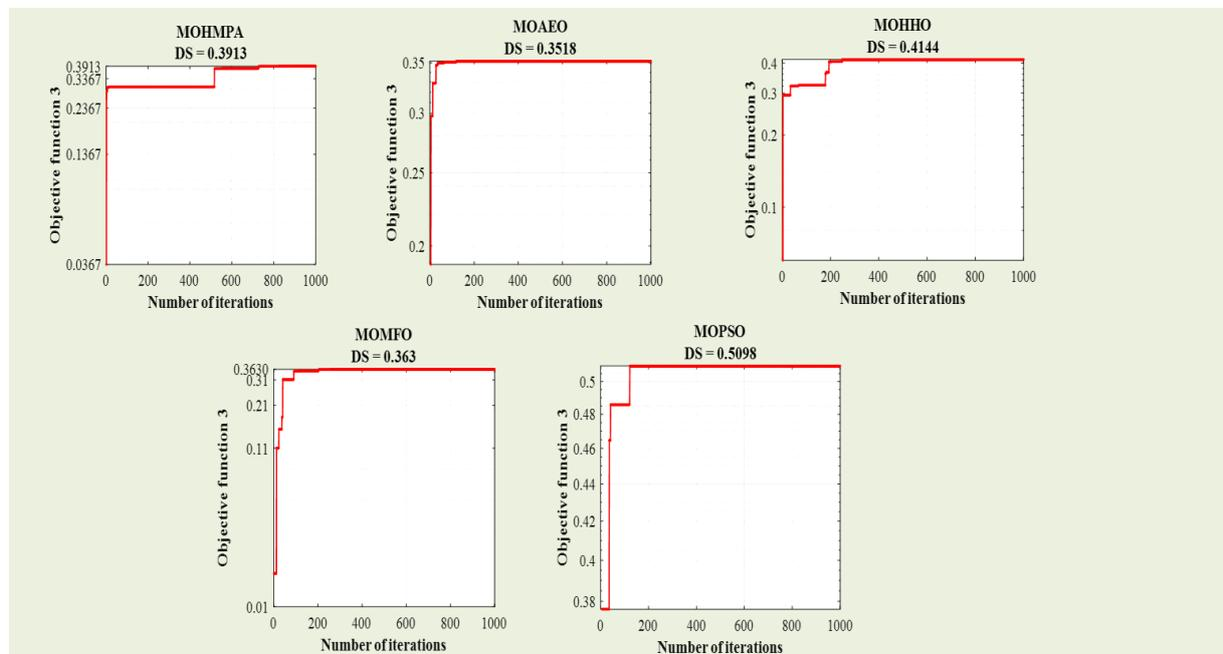 MOHMPA
DS = 0.3913
0.3913
0.3367
0.2367
0.1367
0.0367
Objective function 3
0 200 400 600 800 1000
Number of iterations
MOAEO
DS = 0.3518
0.35
0.3
0.25
0.2
Objective function 3
0 200 400 600 800 1000
Number of iterations
MOHHO
DS = 0.4144
0.4
0.3
0.2
0.1
Objective function 3
0 200 400 600 800 1000
Number of iterations
MOMFO
DS = 0.363
0.3630
0.31
0.21
0.11
0.01
Objective function 3
0 200 400 600 800 1000
Number of iterations
MOPSO
DS = 0.5098
0.5
0.48
0.46
0.44
0.42
0.4
0.38
Objective function 3
0 200 400 600 800 1000
Number of iterations